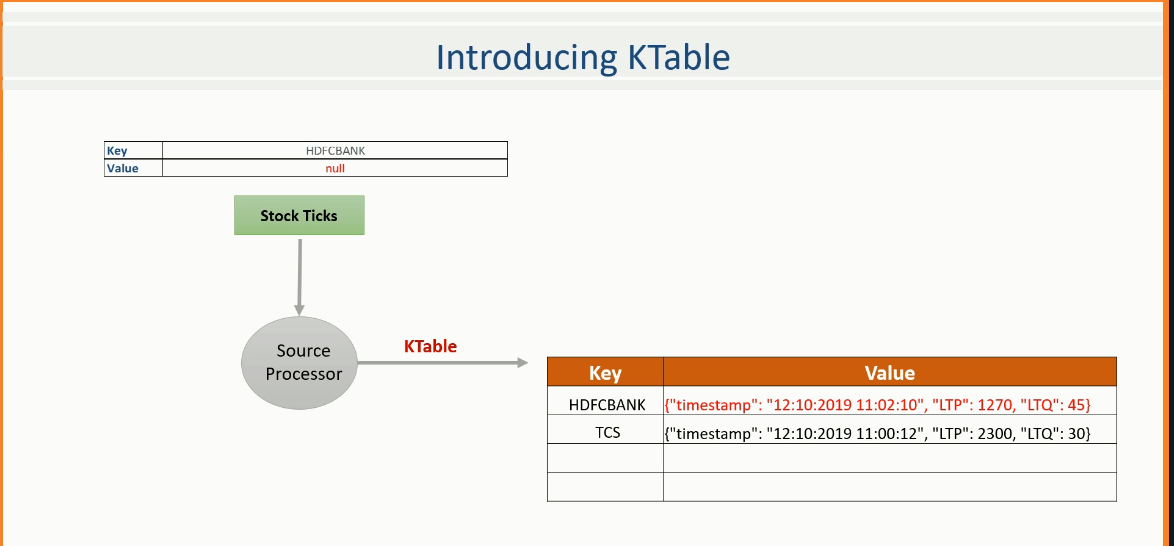 Introducing KTable
Key HDFCBANK
Value null
Stock Ticks
Source
Processor
KTable
Key Value
HDFCBANK {"timestamp": "12:10:2019 11:02:10", "LTP": 1270, "LTQ": 45}
TCS {"timestamp": "12:10:2019 11:00:12", "LTP": 2300, "LTQ": 30}